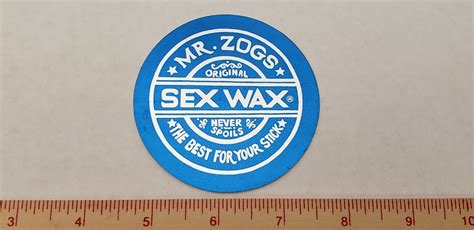 MR. ZOGS
ORIGINAL
SEX WAX®
NEVER
SPOILS
THE BEST FOR YOUR STICK
3 4 5 6 7 8 9 10